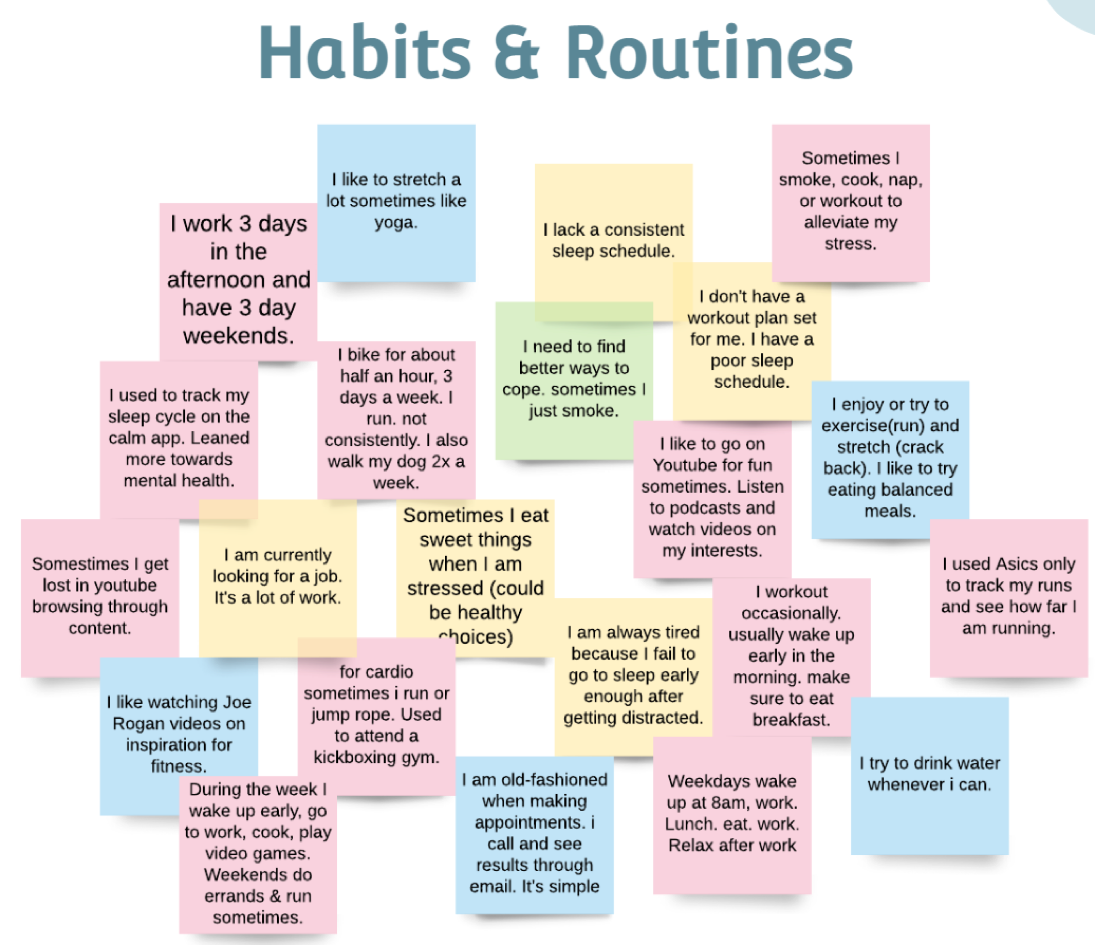 Habits & Routines
I like to stretch a
lot sometimes like
yoga.
Sometimes I
smoke, cook, nap,
or workout to
alleviate my
stress.
I work 3 days
in the
afternoon and
have 3 day
weekends.
I lack a consistent
sleep schedule.
I don't have a
workout plan set
for me. I have a
poor sleep
schedule.
I need to find
better ways to
cope. sometimes I
just smoke.
I bike for about
half an hour, 3
days a week. I
run. not
consistently. I also
walk my dog 2x a
week.
I used to track my
sleep cycle on the
calm app. Leaned
more towards
mental health.
I enjoy or try to
exercise(run) and
stretch (crack
back). I like to try
eating balanced
meals.
I like to go on
Youtube for fun
sometimes. Listen
to podcasts and
watch videos on
my interests.
Sometimes I eat
sweet things
when I am
stressed (could
be healthy
choices)
I am currently
looking for a job.
It's a lot of work.
Somestimes I get
lost in youtube
browsing through
content.
I used Asics only
to track my runs
and see how far I
am running.
I workout
occasionally.
usually wake up
early in the
morning. make
sure to eat
breakfast.
I am always tired
because I fail to
go to sleep early
enough after
getting distracted.
for cardio
sometimes i run or
jump rope. Used
to attend a
kickboxing gym.
I like watching Joe
Rogan videos on
inspiration for
fitness.
I try to drink water
whenever i can.
Weekdays wake
up at 8am, work.
Lunch. eat. work.
Relax after work
I am old-fashioned
when making
appointments. i
call and see
results through
email. It's simple
During the week I
wake up early, go
to work, cook, play
video games.
Weekends do
errands & run
sometimes.